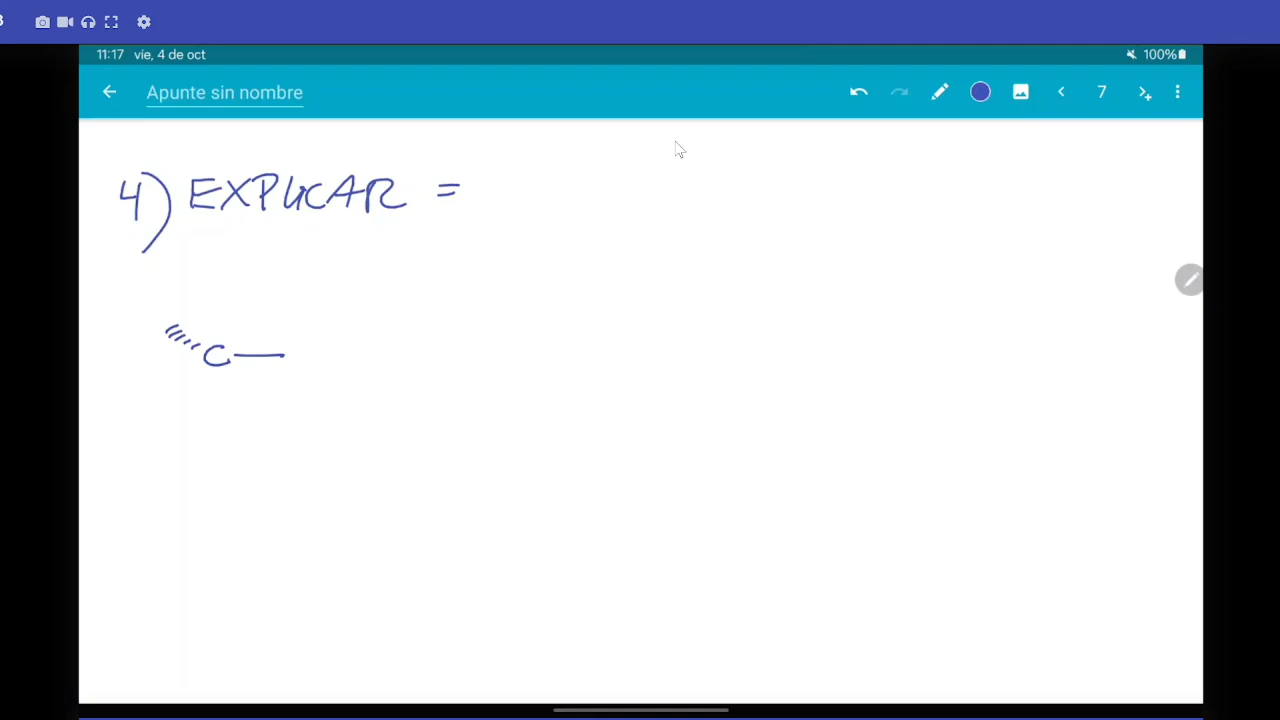 11:17 vie, 4 de oct 100%
Apunte sin nombre 7
4) EXPLICAR =
C